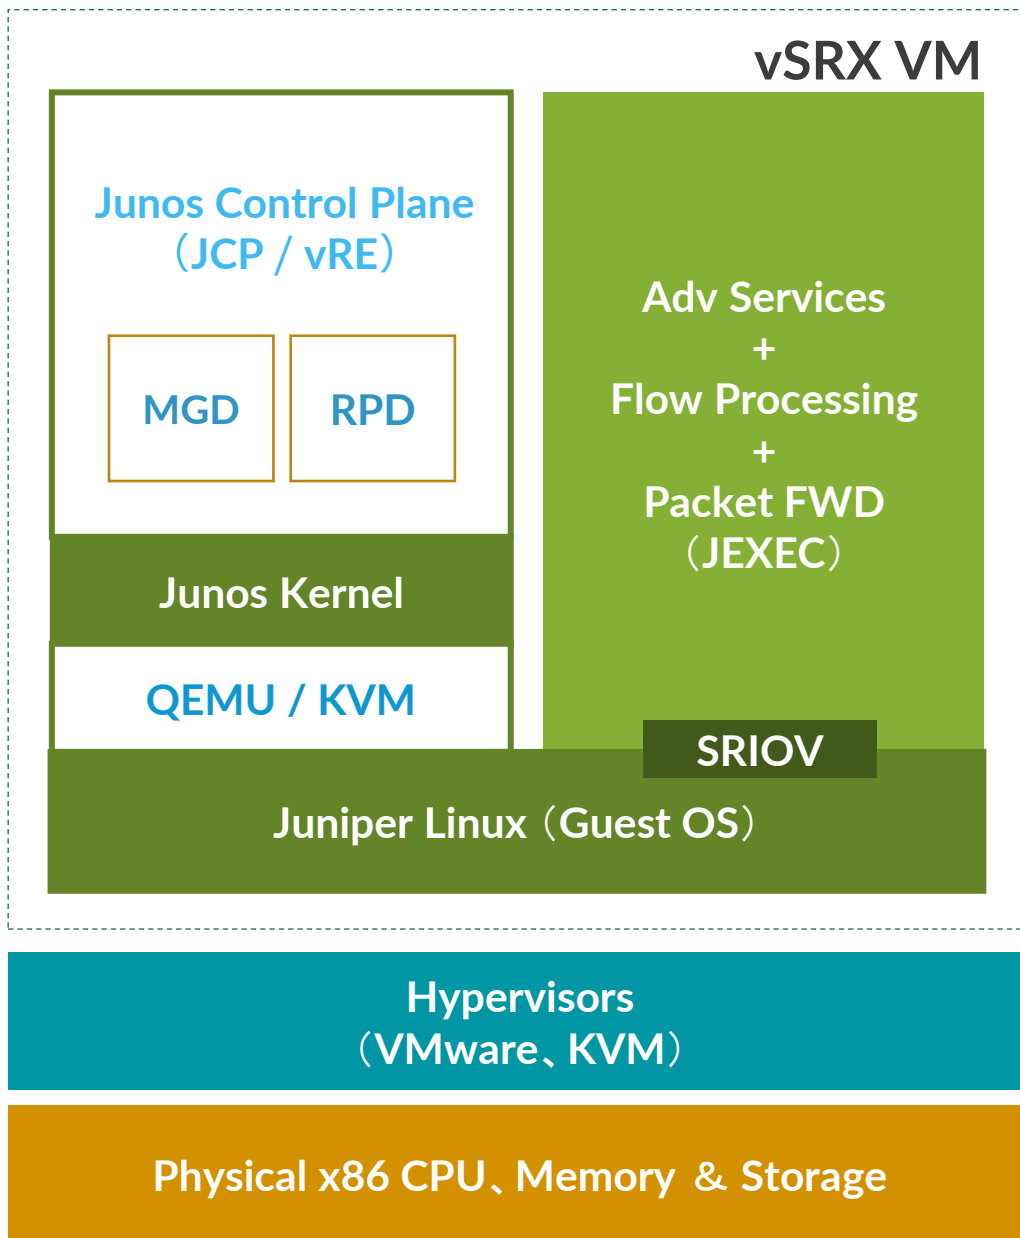 vSRX VM
Junos Control Plane
（JCP / vRE）
MGD
RPD
Junos Kernel
QEMU / KVM
Adv Services
+
Flow Processing
+
Packet FWD
（JEXEC）
SRIOV
Juniper Linux（Guest OS）
Hypervisors
（VMware、KVM）
Physical x86 CPU、Memory ＆ Storage